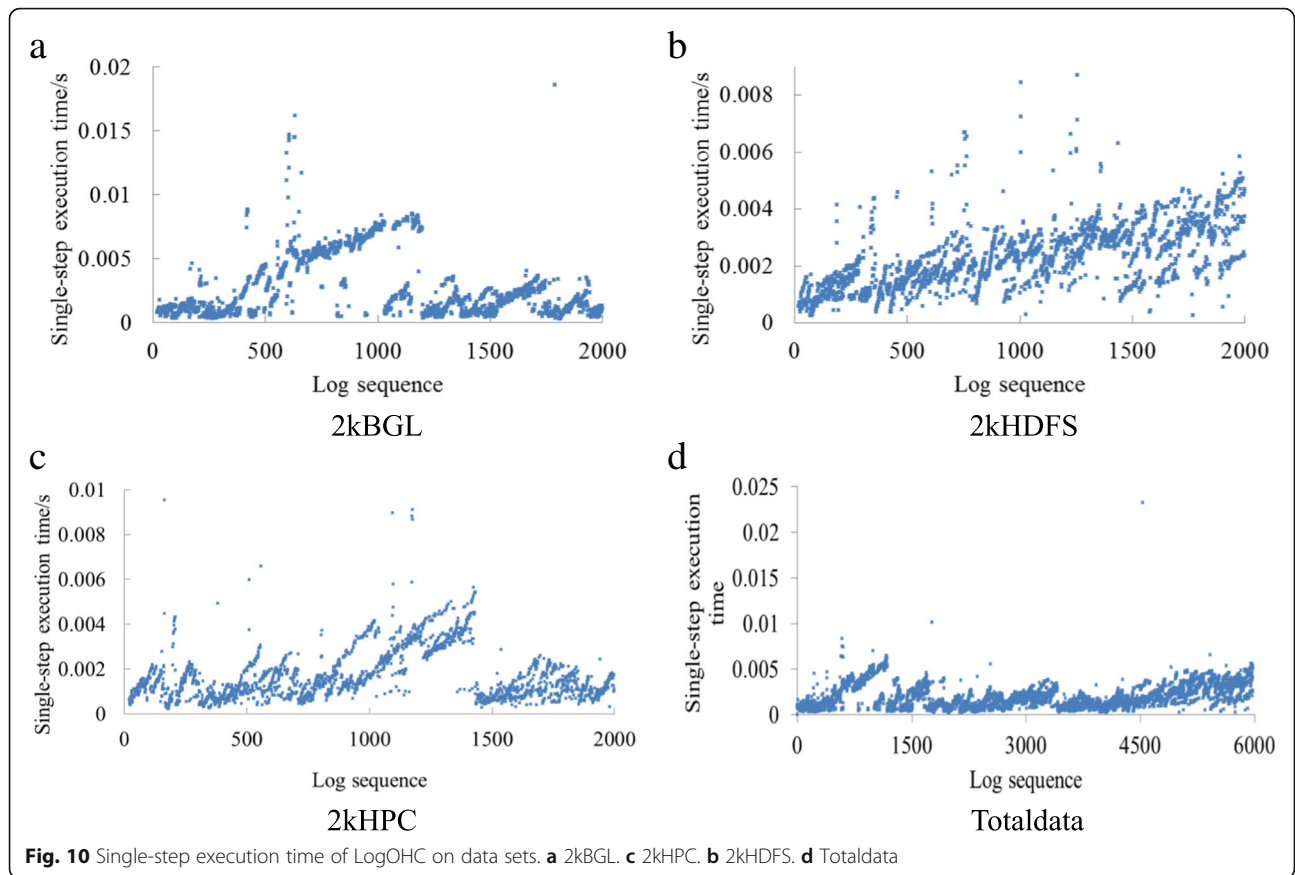 a
Single-step execution time/s
0.02
0.015
0.01
0.005
0
0 500 1000 1500 2000
Log sequence
2kBGL
b
Single-step execution time/s
0.008
0.006
0.004
0.002
0
0 500 1000 1500 2000
Log sequence
2kHDFS
c
Single-step execution time/s
0.01
0.008
0.006
0.004
0.002
0
0 500 1000 1500 2000
Log sequence
2kHPC
d
Single-step execution
time
0.025
0.02
0.015
0.01
0.005
0
0 1500 3000 4500 6000
Log sequence
Totaldata
Fig. 10 Single-step execution time of LogOHC on data sets. a 2kBGL. c 2kHPC. b 2kHDFS. d Totaldata